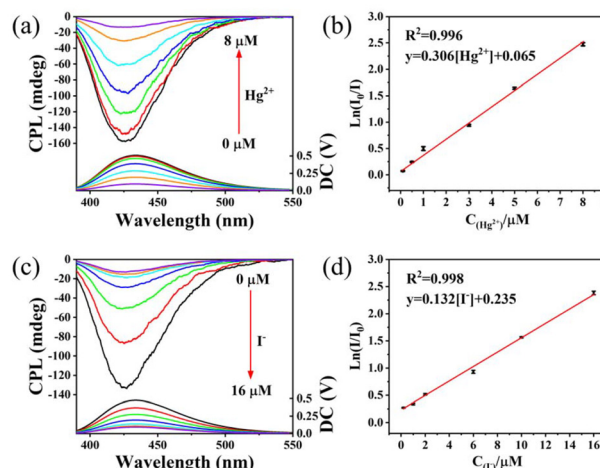 (a)
0
-20
-40
-60
-80
-100
-120
-140
-160
CPL (mdeg)
8 μM
Hg²⁺
0 μM
0.5
0.25
0
DC (V)
400 450 500 550
Wavelength (nm)
(b)
3.0
2.5
2.0
1.5
1.0
0.5
0.0
Ln(I₀/I)
R²=0.996
y=0.306[Hg²⁺]+0.065
0 1 2 3 4 5 6 7 8
C(Hg²⁺)/μM
(c)
0
-20
-40
-60
-80
-100
-120
-140
CPL (mdeg)
0 μM
I⁻
16 μM
0.5
0.25
0
DC (V)
400 450 500 550
Wavelength (nm)
(d)
3.0
2.5
2.0
1.5
1.0
0.5
0.0
Ln(I/I₀)
R²=0.998
y=0.132[I⁻]+0.235
0 2 4 6 8 10 12 14 16
C(I⁻)/μM